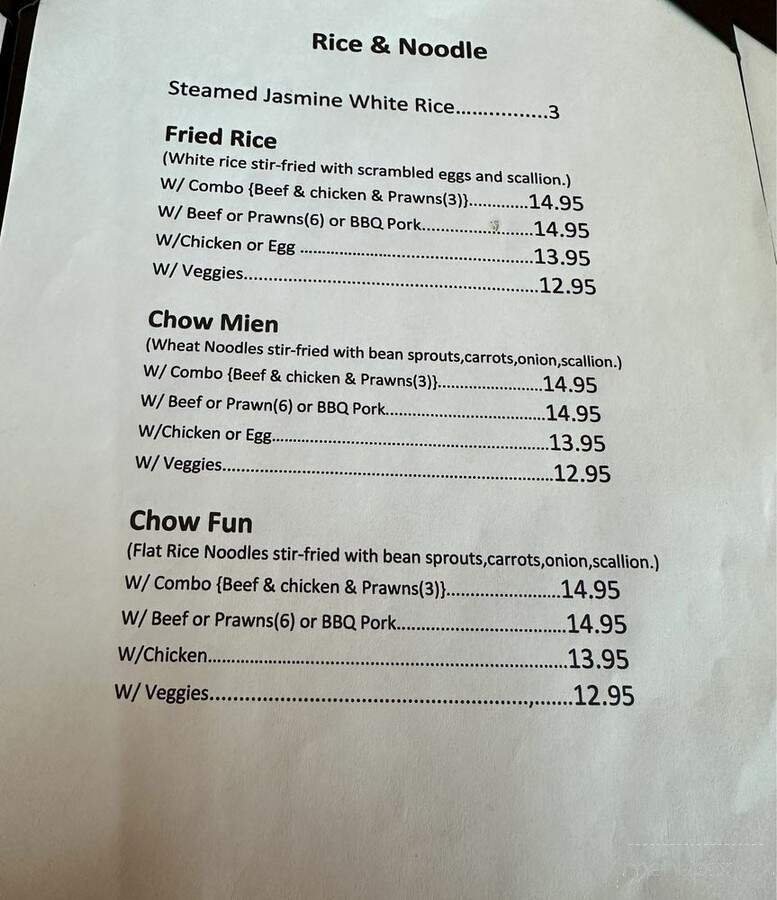 Rice & Noodle
Steamed Jasmine White Rice................3
Fried Rice
(White rice stir-fried with scrambled eggs and scallion.)
W/ Combo {Beef & chicken & Prawns(3)}............14.95
W/ Beef or Prawns(6) or BBQ Pork......................14.95
W/Chicken or Egg ................................................13.95
W/ Veggies............................................................12.95
Chow Mien
(Wheat Noodles stir-fried with bean sprouts,carrots,onion,scallion.)
W/ Combo {Beef & chicken & Prawns(3)}.......................14.95
W/ Beef or Prawn(6) or BBQ Pork..................................14.95
W/Chicken or Egg...........................................................13.95
W/ Veggies.....................................................................12.95
Chow Fun
(Flat Rice Noodles stir-fried with bean sprouts,carrots,onion,scallion.)
W/ Combo {Beef & chicken & Prawns(3)}.......................14.95
W/ Beef or Prawns(6) or BBQ Pork..................................14.95
W/Chicken.......................................................................13.95
W/ Veggies.....................................................,.......12.95